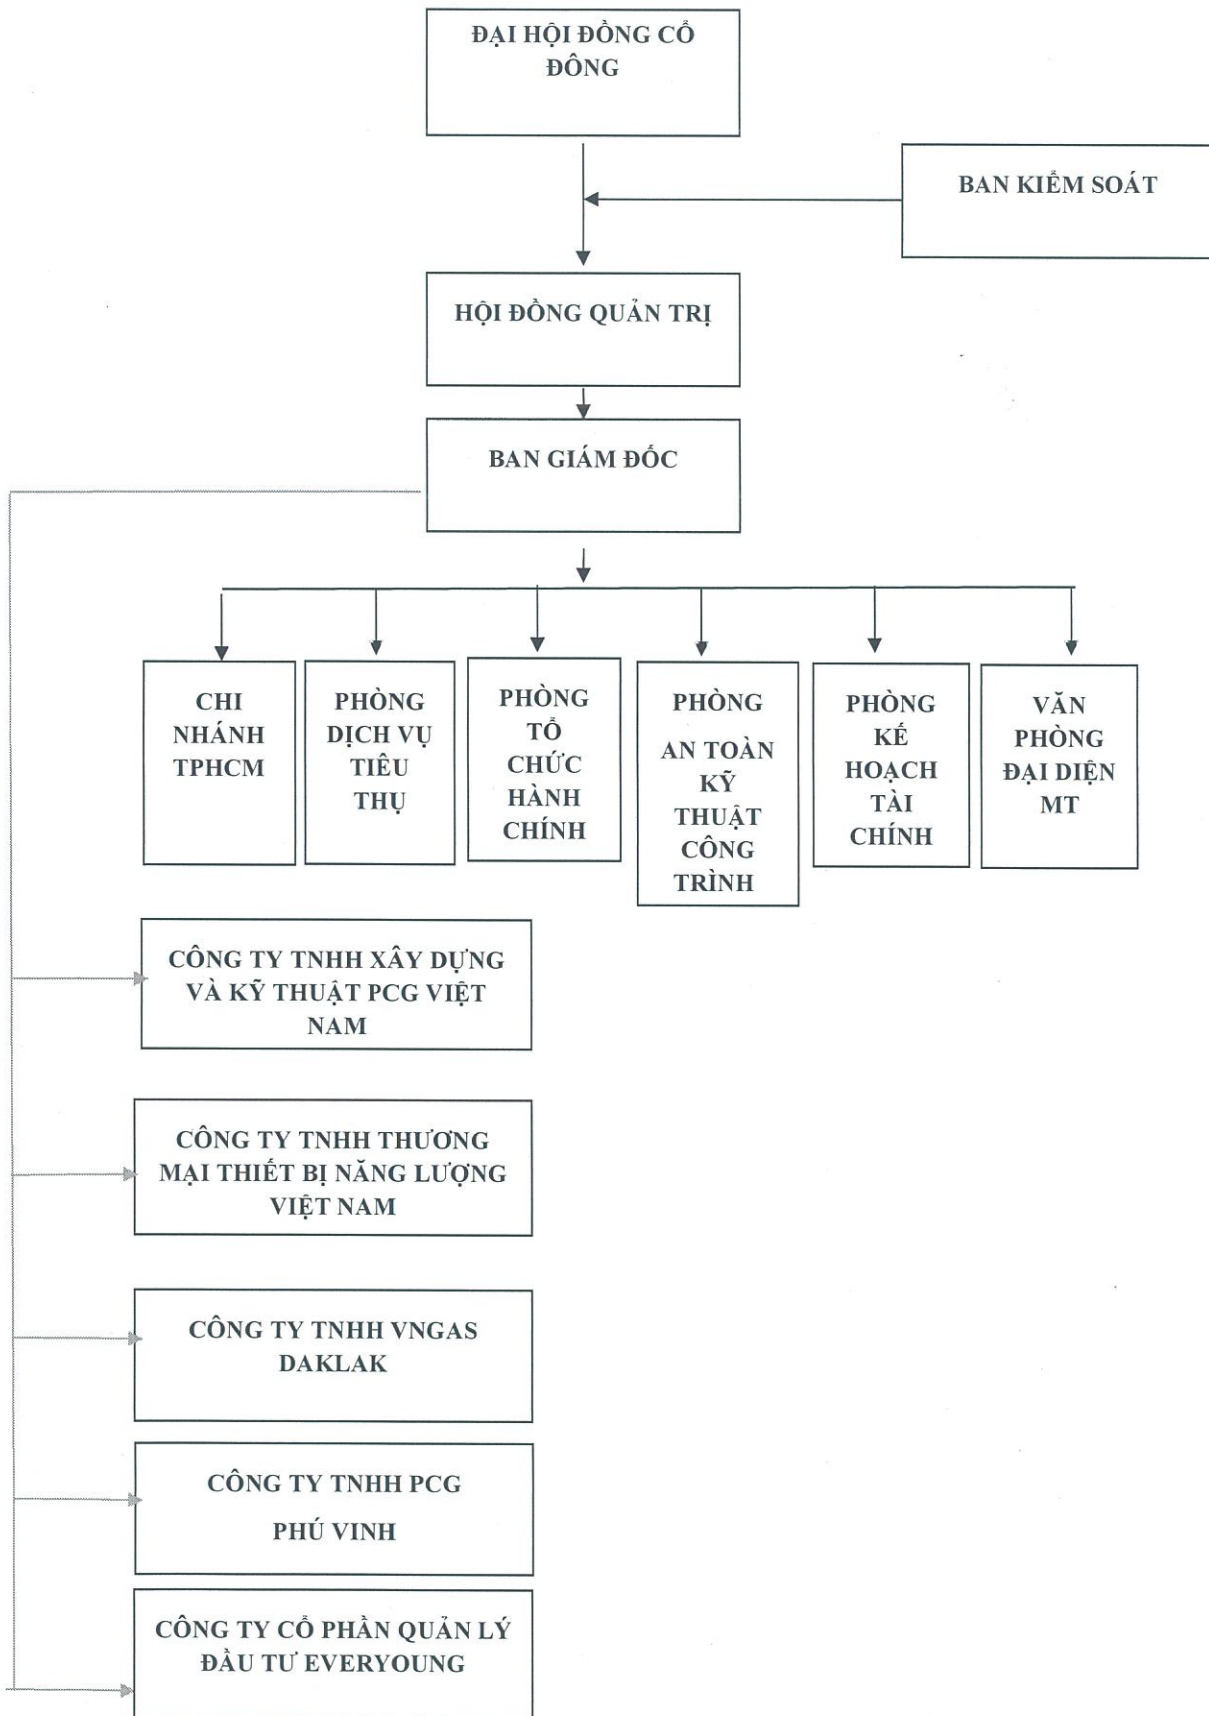 ĐẠI HỘI ĐỒNG CỔ
ĐÔNG
BAN KIỂM SOÁT
HỘI ĐỒNG QUẢN TRỊ
BAN GIÁM ĐỐC
CHI
NHÁNH
TPHCM
PHÒNG
DỊCH VỤ
TIÊU
THỤ
PHÒNG
TỔ
CHỨC
HÀNH
CHÍNH
PHÒNG
AN TOÀN
KỸ
THUẬT
CÔNG
TRÌNH
PHÒNG
KẾ
HOẠCH
TÀI
CHÍNH
VĂN
PHÒNG
ĐẠI DIỆN
MT
CÔNG TY TNHH XÂY DỰNG
VÀ KỸ THUẬT PCG VIỆT
NAM
CÔNG TY TNHH THƯƠNG
MẠI THIẾT BỊ NĂNG LƯỢNG
VIỆT NAM
CÔNG TY TNHH VNGAS
DAKLAK
CÔNG TY TNHH PCG
PHÚ VINH
CÔNG TY CỔ PHẦN QUẢN LÝ
ĐẦU TƯ EVERYOUNG